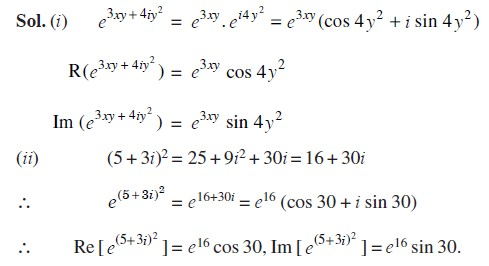 Sol. (i) e^{3xy + 4iy^2} = e^{3xy} . e^{i4y^2} = e^{3xy} (cos 4y^2 + i sin 4y^2)
R(e^{3xy + 4iy^2}) = e^{3xy} cos 4y^2
Im (e^{3xy + 4iy^2}) = e^{3xy} sin 4y^2
(ii) (5 + 3i)^2 = 25 + 9i^2 + 30i = 16 + 30i
∴ e^{(5+3i)^2} = e^{16+30i} = e^{16} (cos 30 + i sin 30)
∴ Re [e^{(5+3i)^2}] = e^{16} cos 30, Im [e^{(5+3i)^2}] = e^{16} sin 30.